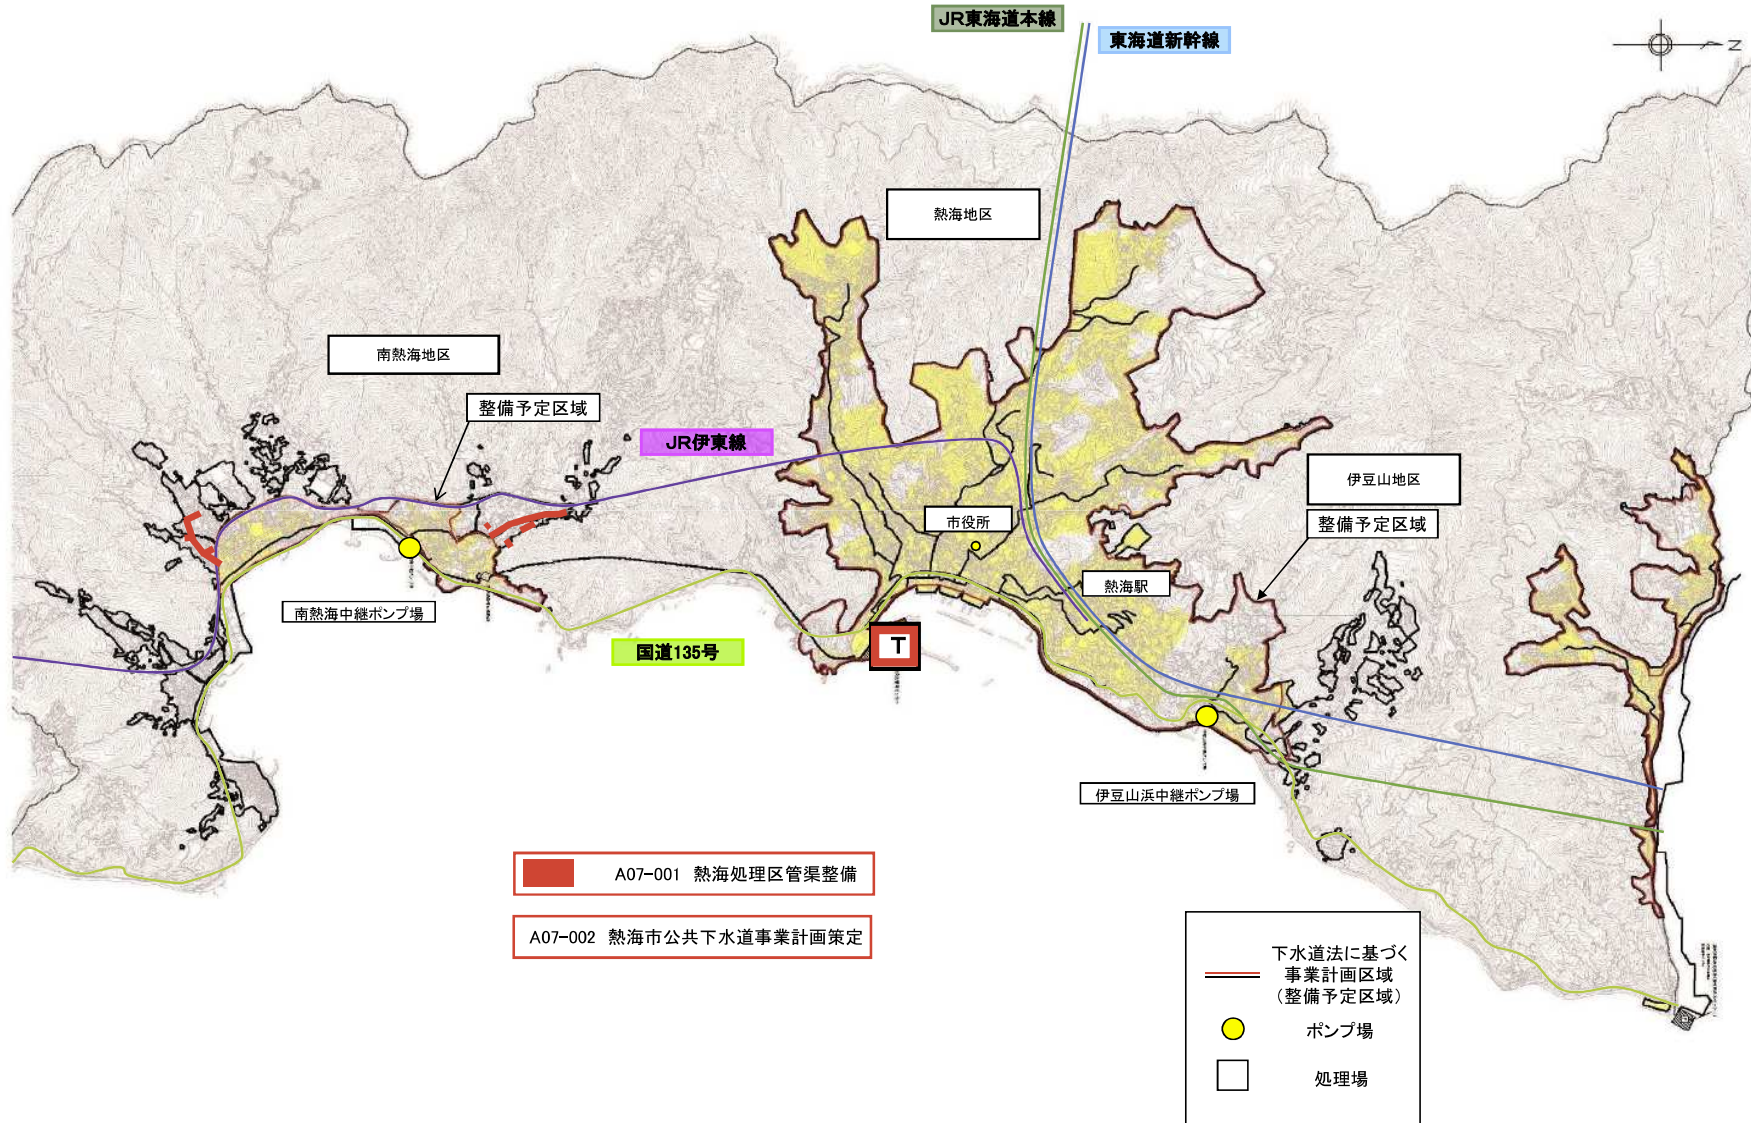 JR東海道本線
東海道新幹線
N
熱海地区
南熱海地区
整備予定区域
JR伊東線
伊豆山地区
整備予定区域
市役所
熱海駅
南熱海中継ポンプ場
国道135号
T
伊豆山浜中継ポンプ場
A07-001 熱海処理区管渠整備
A07-002 熱海市公共下水道事業計画策定
下水道法に基づく
事業計画区域
（整備予定区域）
ポンプ場
処理場